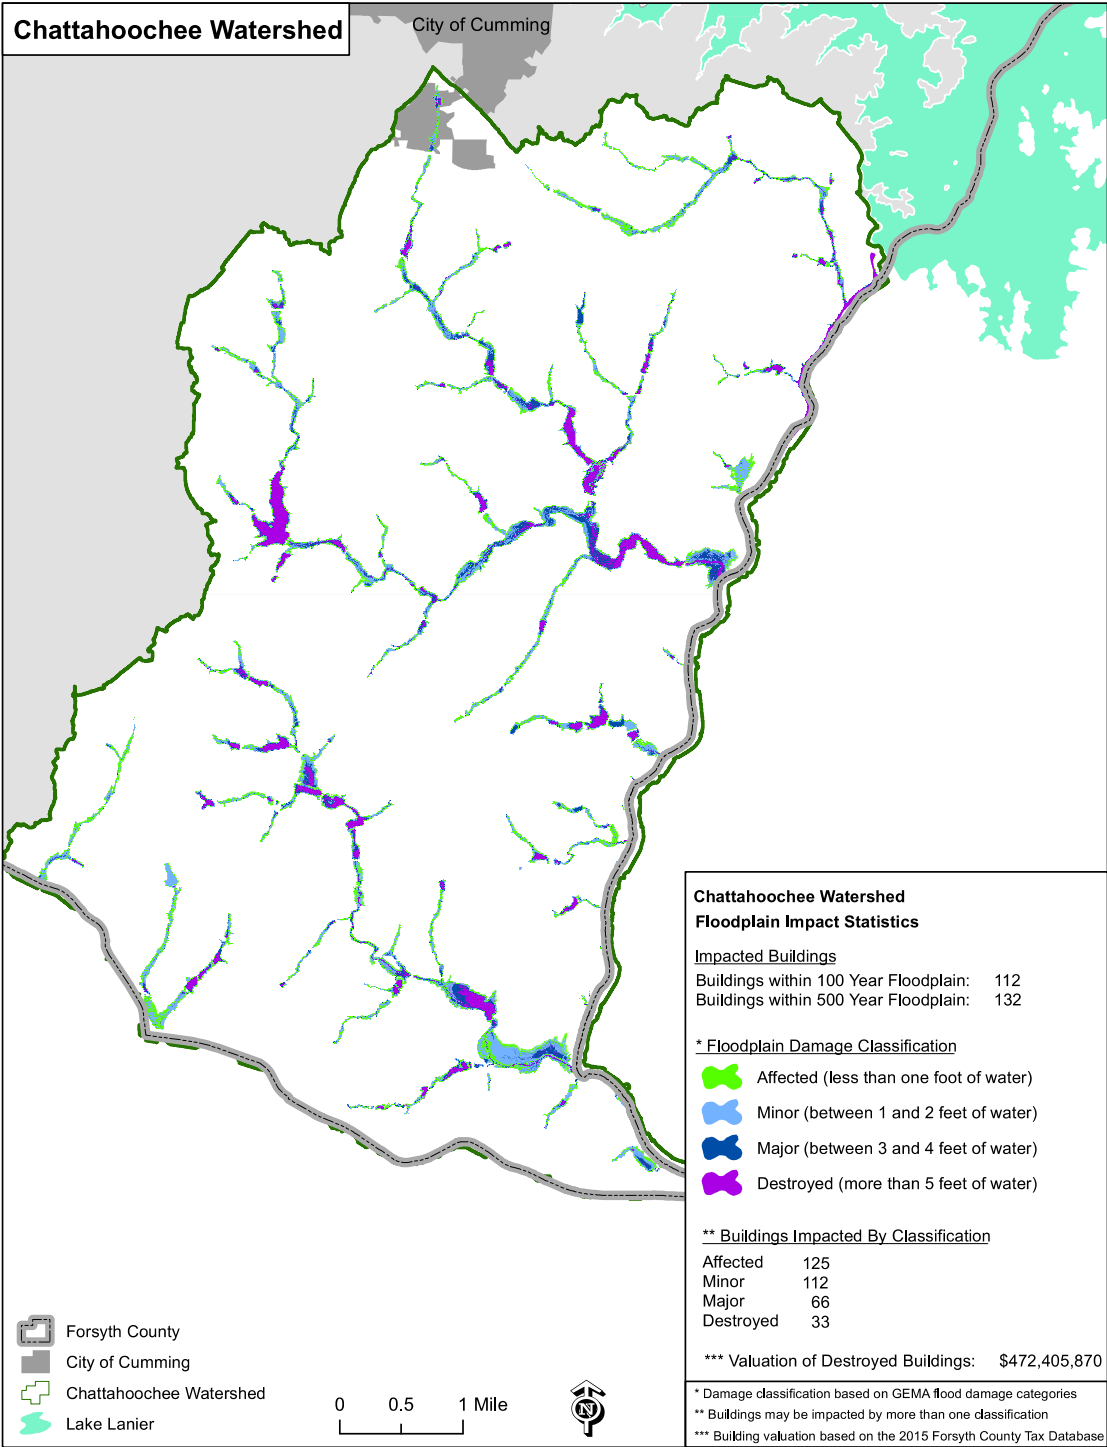 Chattahoochee Watershed
City of Cumming
Chattahoochee Watershed
Floodplain Impact Statistics
Impacted Buildings
Buildings within 100 Year Floodplain: 112
Buildings within 500 Year Floodplain: 132
* Floodplain Damage Classification
Affected (less than one foot of water)
Minor (between 1 and 2 feet of water)
Major (between 3 and 4 feet of water)
Destroyed (more than 5 feet of water)
** Buildings Impacted By Classification
Affected 125
Minor 112
Major 66
Destroyed 33
*** Valuation of Destroyed Buildings: $472,405,870
* Damage classification based on GEMA flood damage categories
** Buildings may be impacted by more than one classification
*** Building valuation based on the 2015 Forsyth County Tax Database
Forsyth County
City of Cumming
Chattahoochee Watershed
Lake Lanier
0 0.5 1 Mile
N